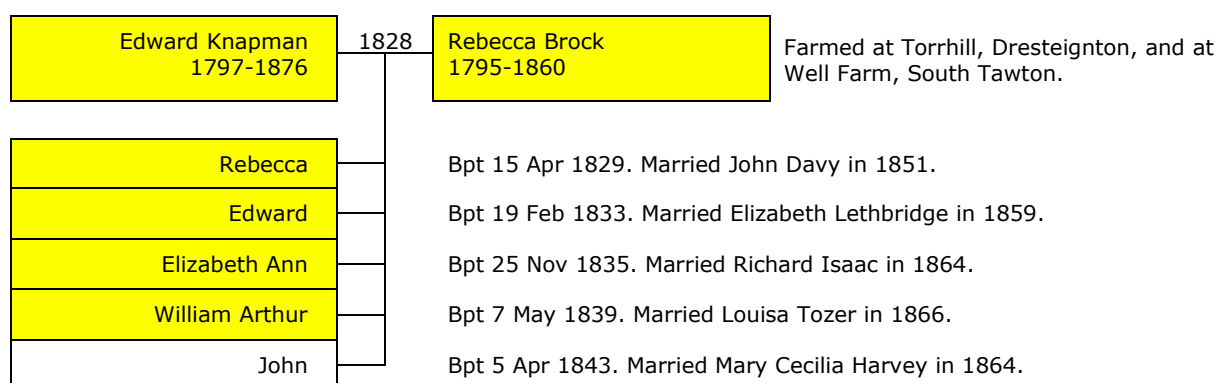 Edward Knapman
1797-1876
1828
Rebecca Brock
1795-1860
Farmed at Torrhill, Dresteignton, and at
Well Farm, South Tawton.
Rebecca
Bpt 15 Apr 1829. Married John Davy in 1851.
Edward
Bpt 19 Feb 1833. Married Elizabeth Lethbridge in 1859.
Elizabeth Ann
Bpt 25 Nov 1835. Married Richard Isaac in 1864.
William Arthur
Bpt 7 May 1839. Married Louisa Tozer in 1866.
John
Bpt 5 Apr 1843. Married Mary Cecilia Harvey in 1864.